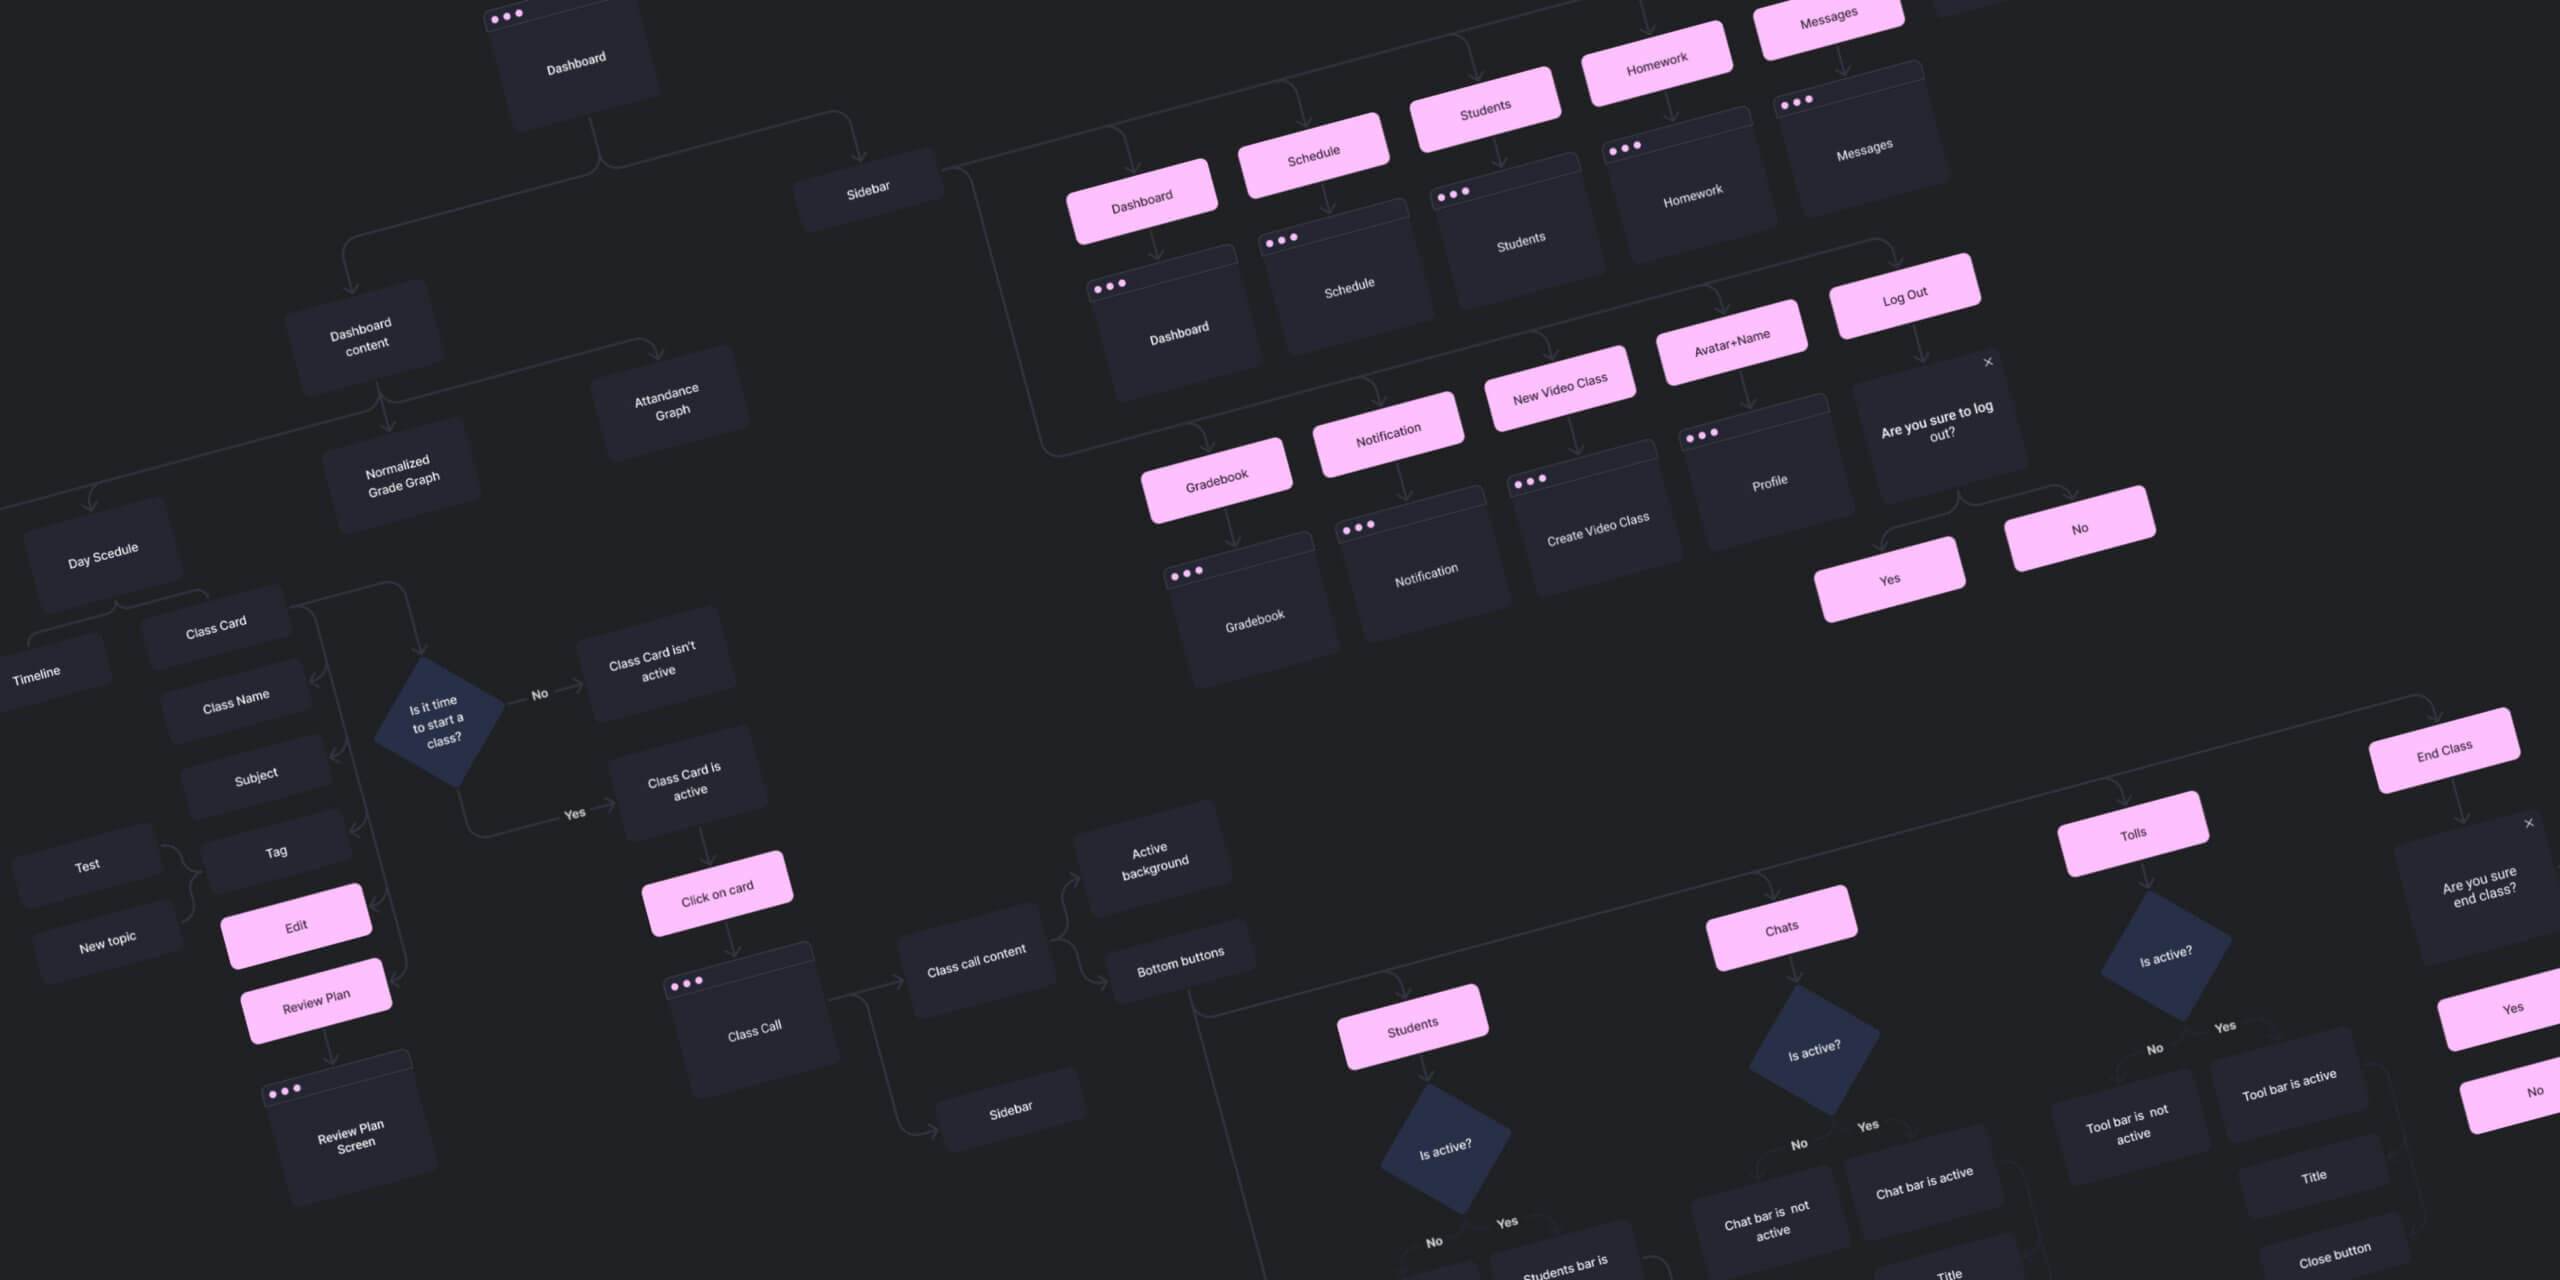 Dashboard
Sidebar
Dashboard
Schedule
Students
Homework
Messages
Dashboard
Schedule
Students
Homework
Messages
Gradebook
Notification
New Video Class
Avatar+Name
Log Out
Gradebook
Notification
Create Video Class
Profile
Are you sure to log
out?
Yes
No
Dashboard
content
Normalized
Grade Graph
Attandance
Graph
Day Scedule
Timeline
Class Card
Class Name
Subject
Tag
Test
New topic
Edit
Review Plan
Review Plan
Screen
Is it time
to start a
class?
No
Class Card isn't
active
Yes
Class Card is
active
Click on card
Class Call
Class call content
Sidebar
Active
background
Bottom buttons
Students
Is active?
No
Yes
Students bar is
Chats
Is active?
No
Yes
Chat bar is not
active
Chat bar is active
Title
Tolls
Is active?
No
Yes
Tool bar is not
active
Tool bar is active
Title
Close button
End Class
Are you sure
end class?
Yes
No